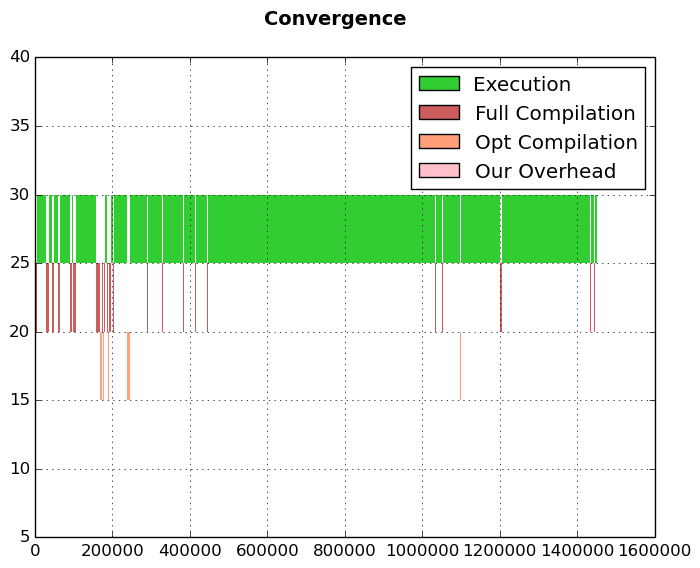 Convergence
40
35
30
25
20
15
10
5
Execution
Full Compilation
Opt Compilation
Our Overhead
0 200000 400000 600000 800000 1000000 1200000 1400000 1600000